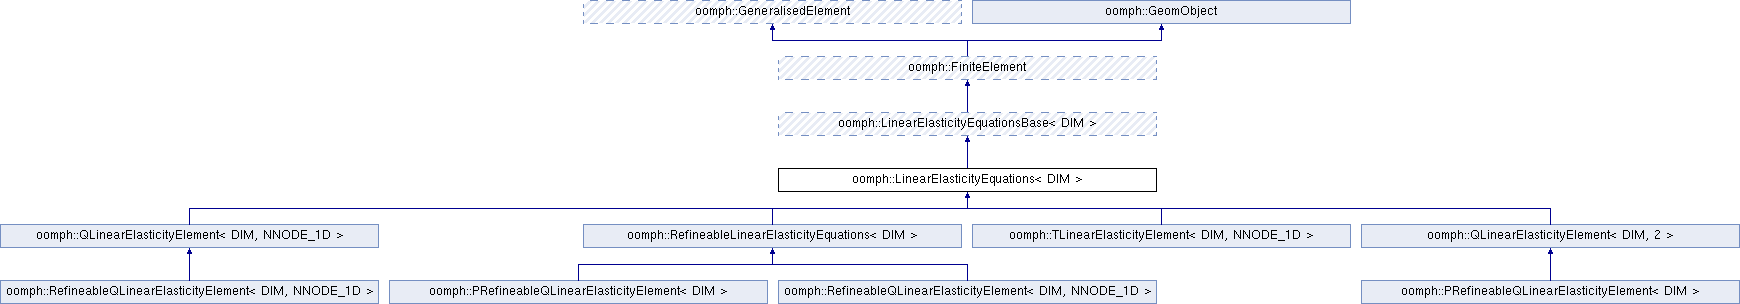 oomph::GeneralisedElement
oomph::GeomObject
oomph::FiniteElement
oomph::LinearElasticityEquationsBase< DIM >
oomph::LinearElasticityEquations< DIM >
oomph::QLinearElasticityElement< DIM, NNODE_1D >
oomph::RefineableLinearElasticityEquations< DIM >
oomph::TLinearElasticityElement< DIM, NNODE_1D >
oomph::QLinearElasticityElement< DIM, 2 >
oomph::RefineableQLinearElasticityElement< DIM, NNODE_1D >
oomph::PRefineableQLinearElasticityElement< DIM >
oomph::RefineableQLinearElasticityElement< DIM, NNODE_1D >
oomph::PRefineableQLinearElasticityElement< DIM >